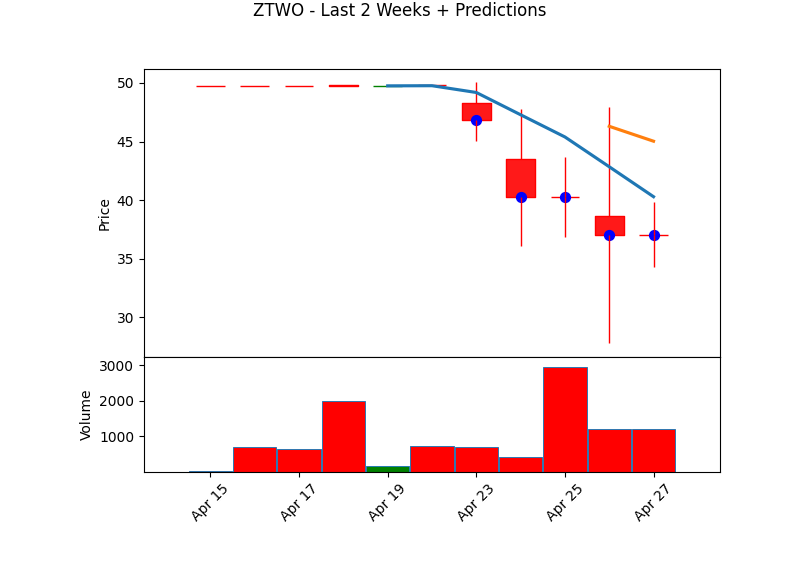 ZTWO - Last 2 Weeks + Predictions
50
45
40
35
30
Price
3000
2000
1000
Volume
Apr 15
Apr 17
Apr 19
Apr 23
Apr 25
Apr 27